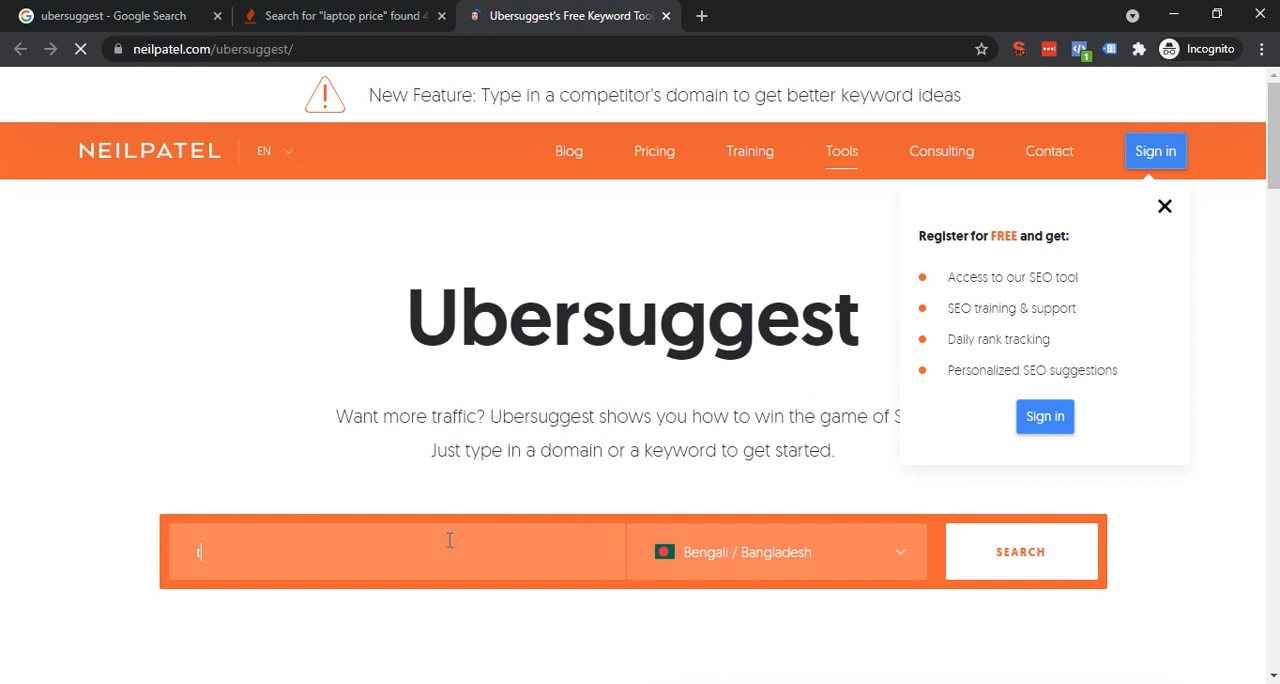 ubersuggest - Google Search
Search for "laptop price" found 4
Ubersuggest's Free Keyword Tool
neilpatel.com/ubersuggest/
1
Incognito
New Feature: Type in a competitor's domain to get better keyword ideas
NEILPATEL
EN
Blog
Pricing
Training
Tools
Consulting
Contact
Sign in
Register for FREE and get:
Access to our SEO tool
SEO training & support
Daily rank tracking
Personalized SEO suggestions
Sign in
Ubersuggest
Want more traffic? Ubersuggest shows you how to win the game of S
Just type in a domain or a keyword to get started.
t
Bengali / Bangladesh
SEARCH